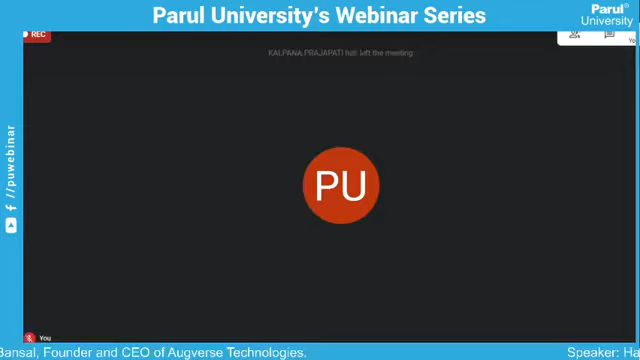 Parul University's Webinar Series
Parul®
University
REC
KALPANA PRAJAPATI has left the meeting
PU
//puwebinar
You
Bansal, Founder and CEO of Augverse Technologies.
Speaker: Ha